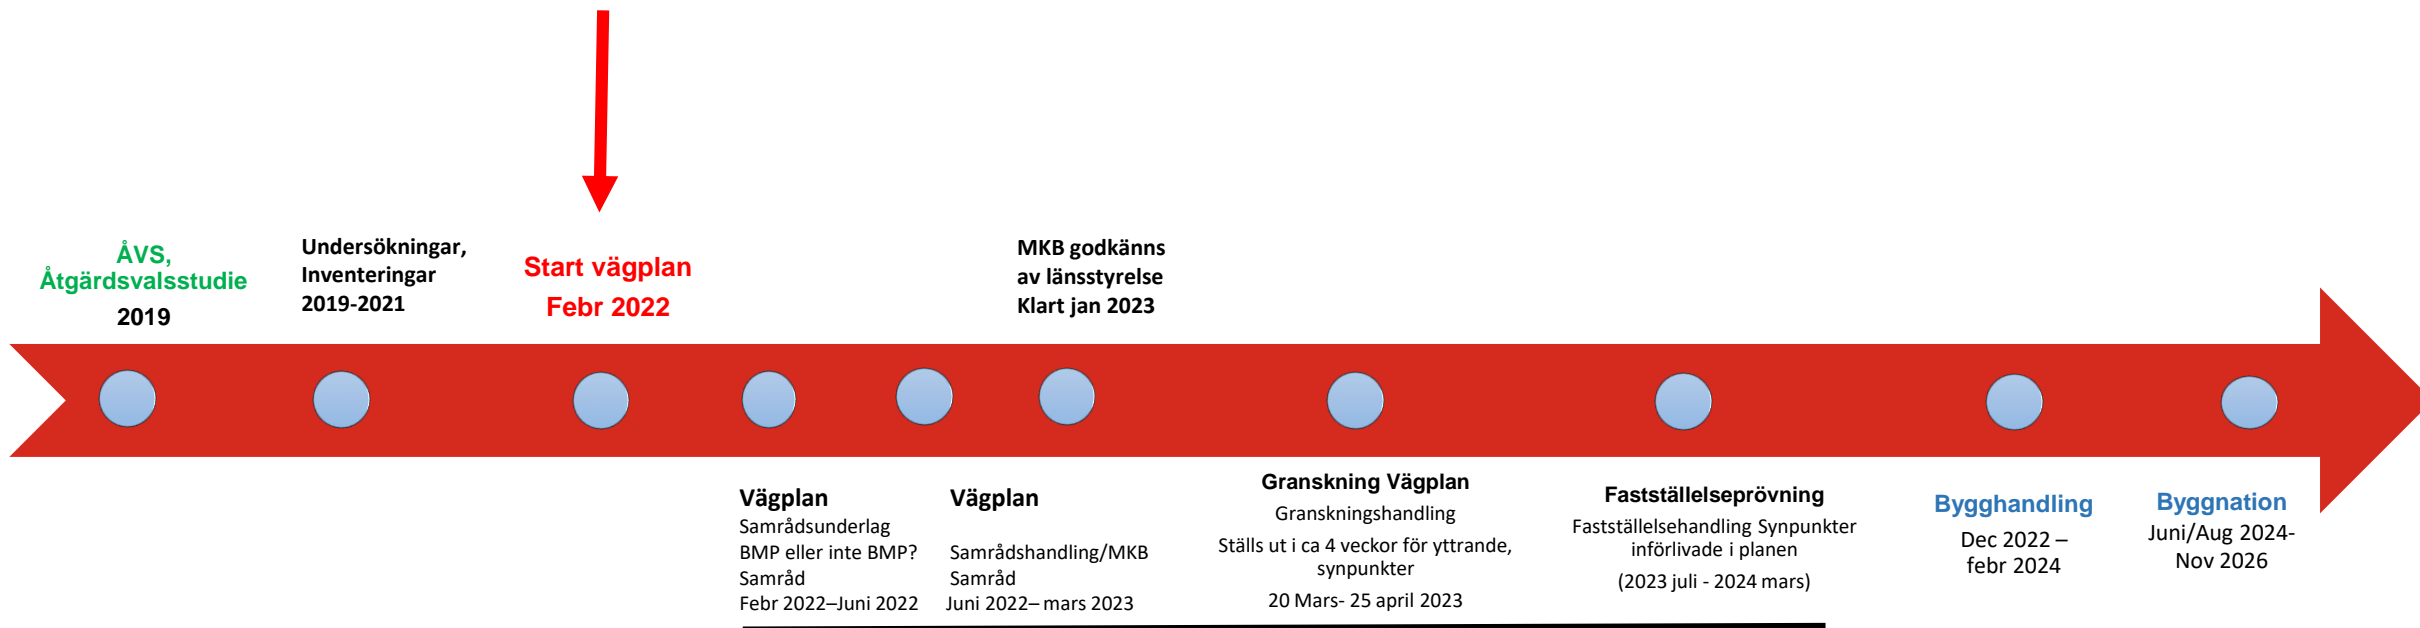 ÅVS,
Åtgärdsvalsstudie
2019
Undersökningar,
Inventeringar
2019-2021
Start vägplan
Febr 2022
MKB godkänns
av länsstyrelse
Klart jan 2023
Vägplan
Samrådsunderlag
BMP eller inte BMP?
Samråd
Febr 2022–Juni 2022
Vägplan
Samrådshandling/MKB
Samråd
Juni 2022– mars 2023
Granskning Vägplan
Granskningshandling
Ställs ut i ca 4 veckor för yttrande,
synpunkter
20 Mars- 25 april 2023
Fastställelseprövning
Fastställelsehandling Synpunkter
införlivade i planen
(2023 juli - 2024 mars)
Bygghandling
Dec 2022 –
febr 2024
Byggnation
Juni/Aug 2024-
Nov 2026